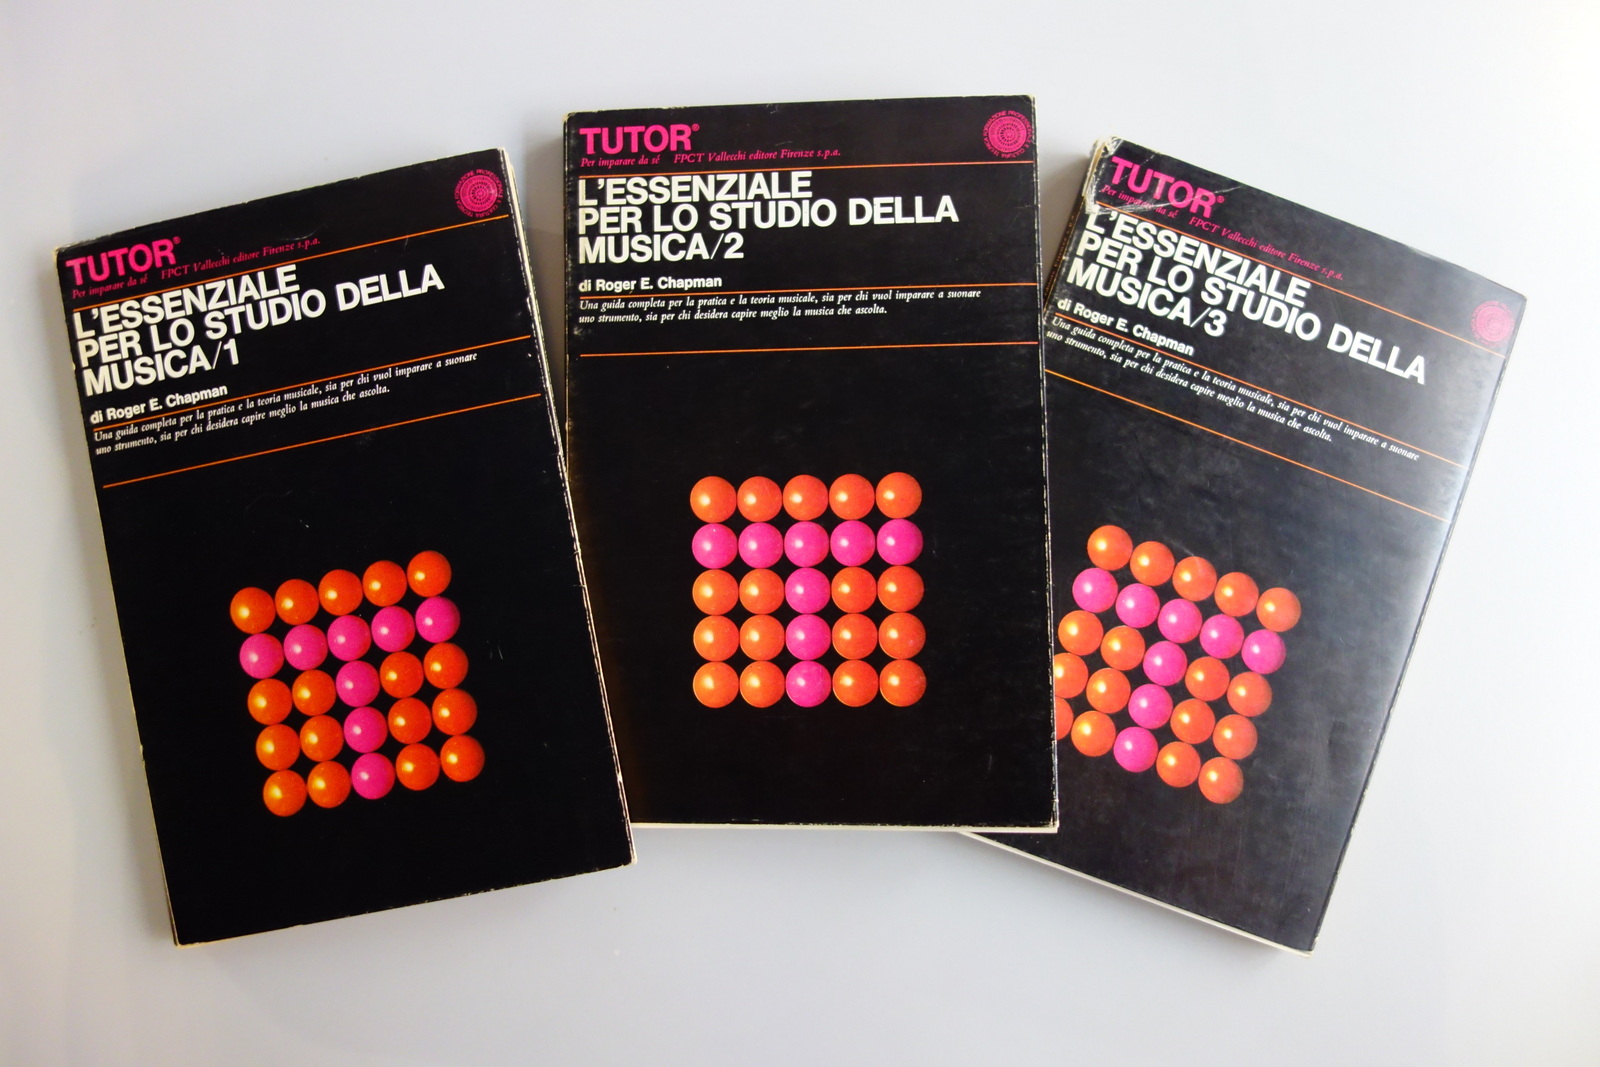 TUTOR®
Per imparare da sé FPCT Vallecchi editore Firenze s.p.a.
L'ESSENZIALE
PER LO STUDIO DELLA
MUSICA/1
di Roger E. Chapman
Una guida completa per la pratica e la teoria musicale, sia per chi vuol imparare a suonare
uno strumento, sia per chi desidera capire meglio la musica che ascolta.
TUTOR®
Per imparare da sé FPCT Vallecchi editore Firenze s.p.a.
L'ESSENZIALE
PER LO STUDIO DELLA
MUSICA/2
di Roger E. Chapman
Una guida completa per la pratica e la teoria musicale, sia per chi vuol imparare a suonare
uno strumento, sia per chi desidera capire meglio la musica che ascolta.
TUTOR®
Per imparare da sé FPCT Vallecchi editore Firenze s.p.a.
L'ESSENZIALE
PER LO STUDIO DELLA
MUSICA/3
di Roger E. Chapman
Una guida completa per la pratica e la teoria musicale, sia per chi vuol imparare a suonare
uno strumento, sia per chi desidera capire meglio la musica che ascolta.